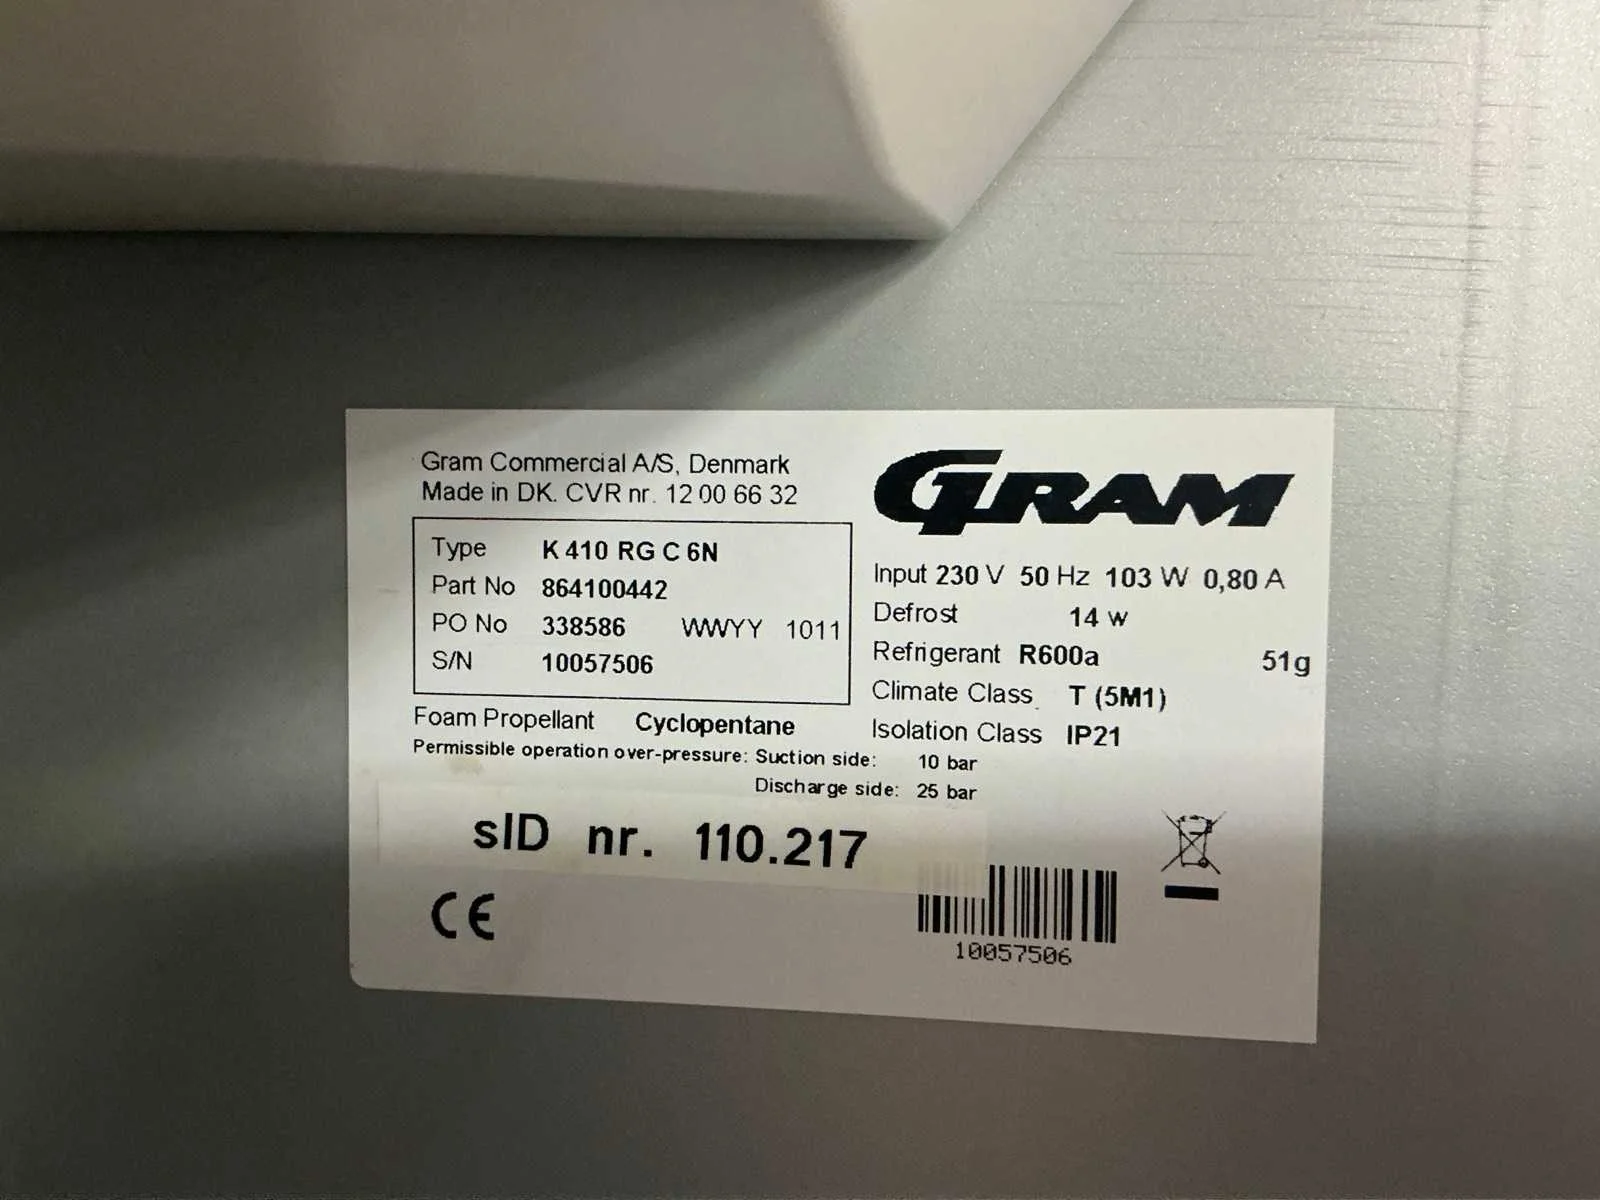 Gram Commercial A/S, Denmark
Made in DK. CVR nr. 12 00 66 32
GRAM
Type K 410 RG C 6N
Part No 864100442
PO No 338586 WWYY 1011
S/N 10057506
Input 230 V 50 Hz 103 W 0,80 A
Defrost 14 w
Refrigerant R600a 51g
Climate Class T (5M1)
Isolation Class IP21
Foam Propellant Cyclopentane
Permissible operation over-pressure: Suction side: 10 bar
Discharge side: 25 bar
sID nr. 110.217
CE
10057506